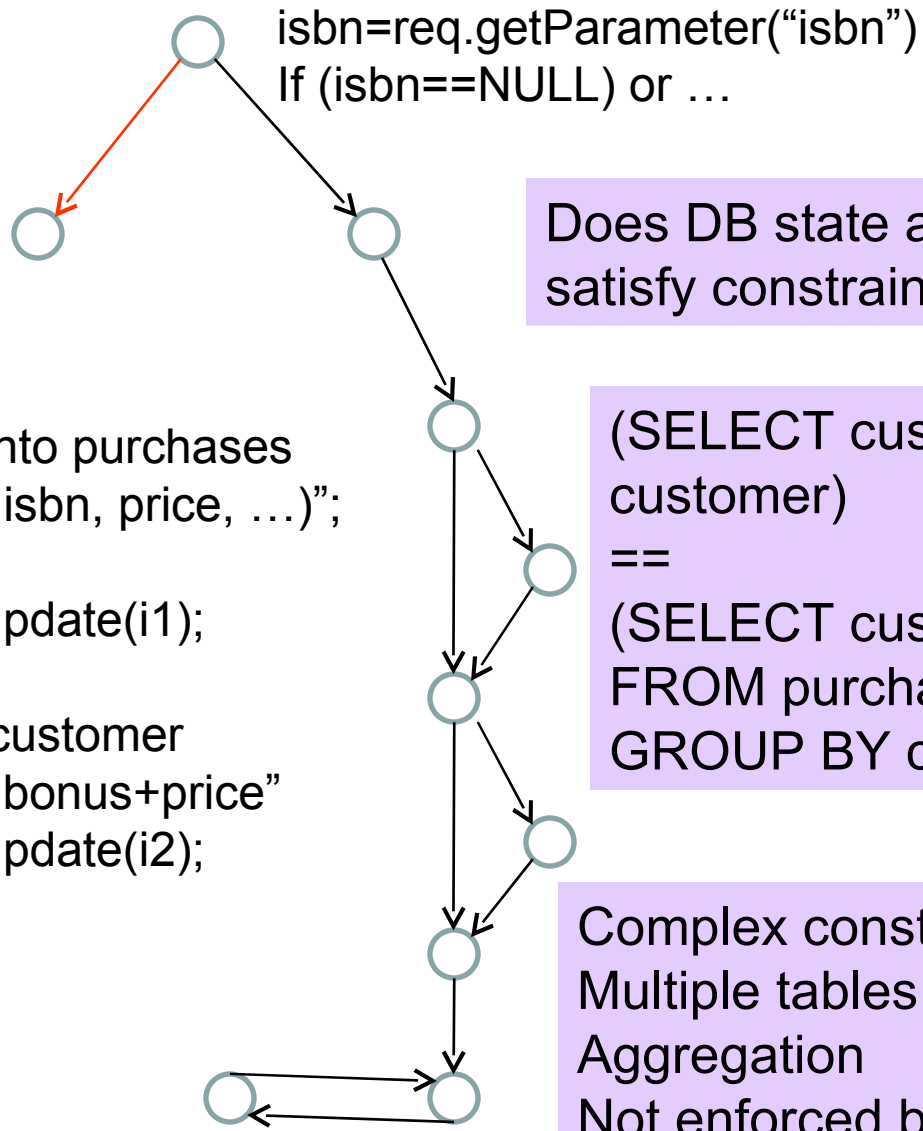 isbn=req.getParameter(“isbn”)
If (isbn==NULL) or …
Does DB state a
satisfy constrain
nto purchases
isbn, price, …)”;
pdate(i1);
customer
bonus+price”
pdate(i2);
(SELECT cus
customer)
==
(SELECT cus
FROM purcha
GROUP BY c
Complex const
Multiple tables
Aggregation
Not enforced b